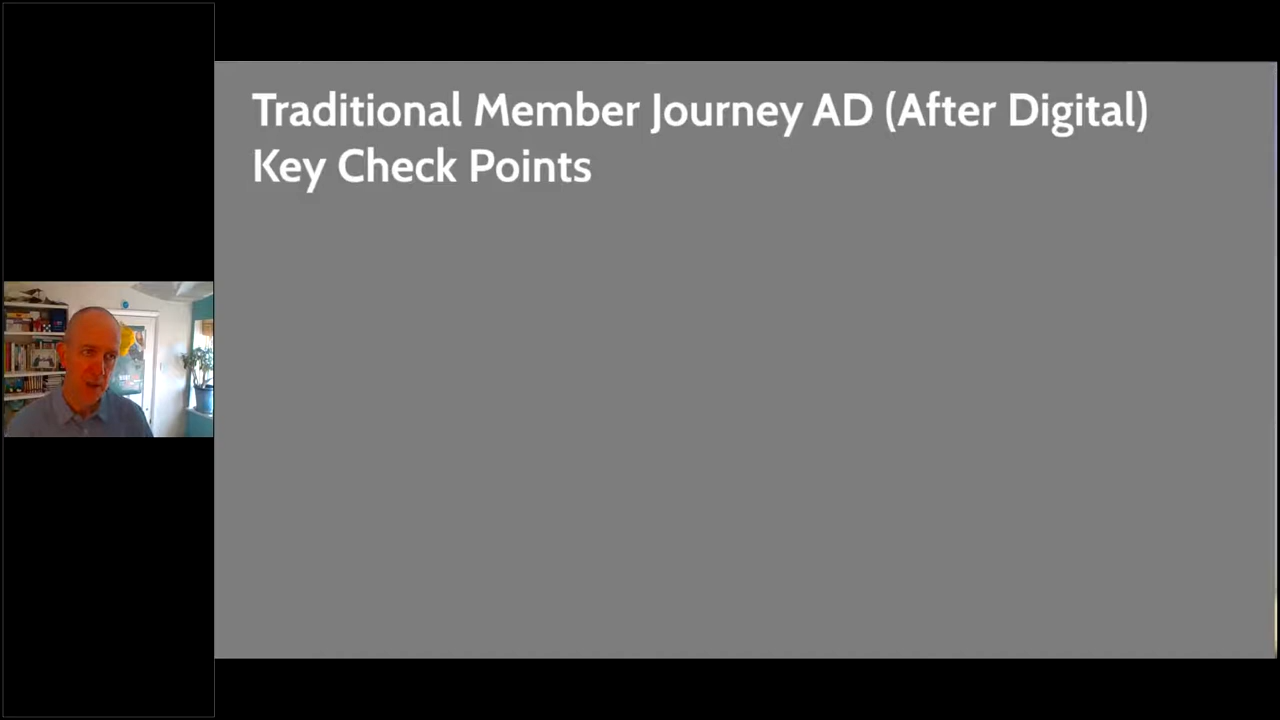 Traditional Member Journey AD (After Digital)
Key Check Points